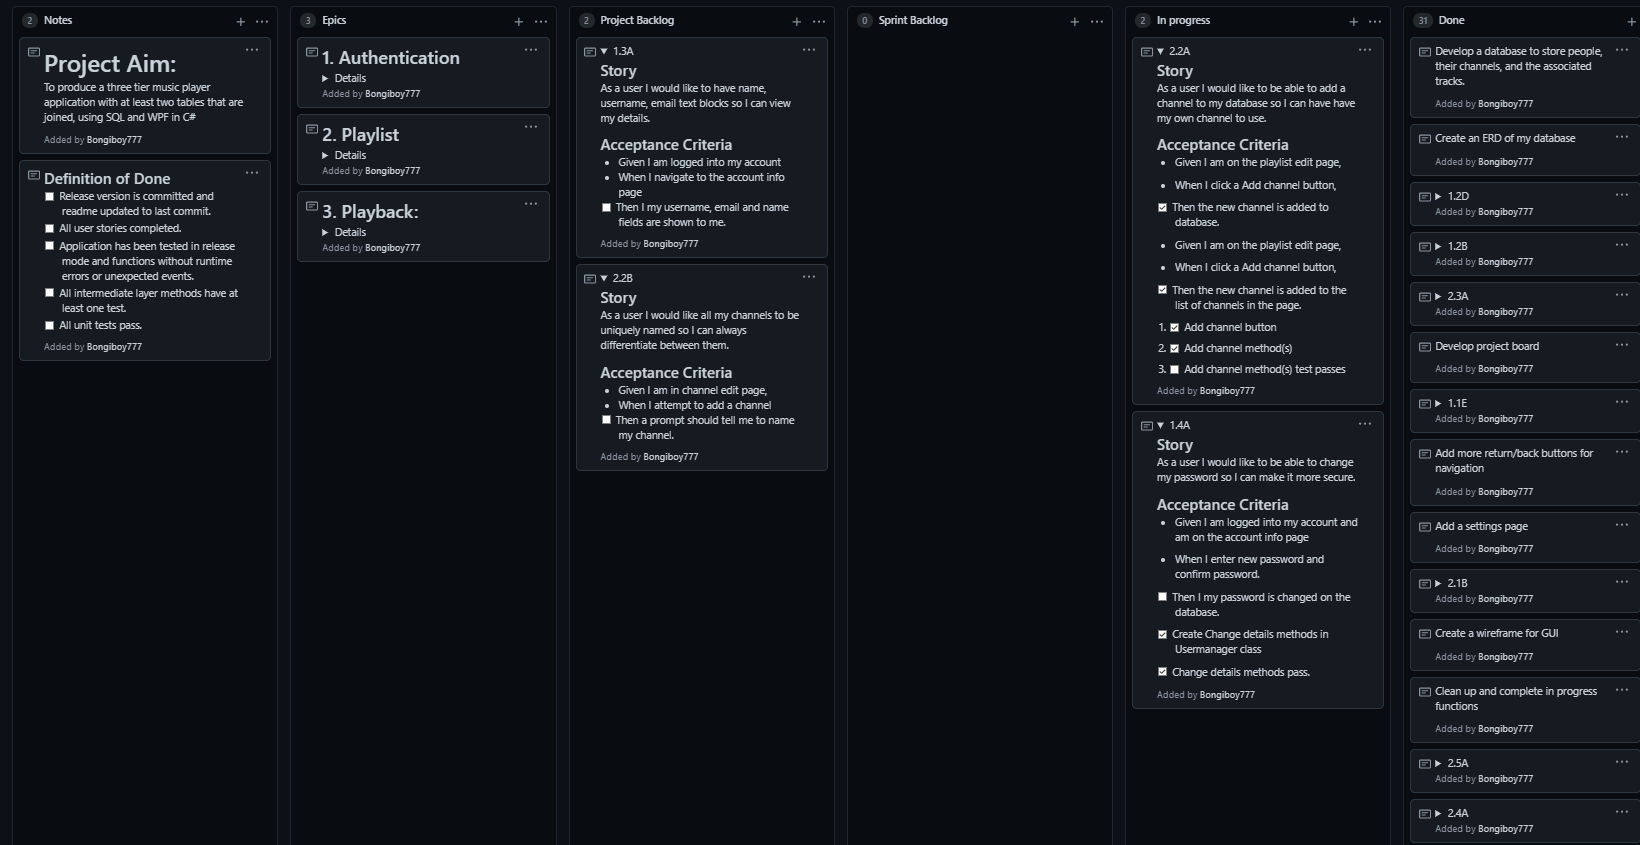 2 Notes
Project Aim:
To produce a three tier music player
application with at least two tables that are
joined, using SQL and WPF in C#
Added by Bongiboy777
Definition of Done
Release version is committed and
readme updated to last commit.
All user stories completed.
Application has been tested in release
mode and functions without runtime
errors or unexpected events.
All intermediate layer methods have at
least one test.
All unit tests pass.
Added by Bongiboy777
3 Epics
1. Authentication
Details
Added by Bongiboy777
2. Playlist
Details
Added by Bongiboy777
3. Playback:
Details
Added by Bongiboy777
2 Project Backlog
1.3A
Story
As a user I would like to have name,
username, email text blocks so I can view
my details.
Acceptance Criteria
Given I am logged into my account
When I navigate to the account info
page
Then I my username, email and name
fields are shown to me.
Added by Bongiboy777
2.2B
Story
As a user I would like all my channels to be
uniquely named so I can always
differentiate between them.
Acceptance Criteria
Given I am in channel edit page,
When I attempt to add a channel
Then a prompt should tell me to name
my channel.
Added by Bongiboy777
0 Sprint Backlog
2 In progress
2.2A
Story
As a user I would like to be able to add a
channel to my database so I can have have
my own channel to use.
Acceptance Criteria
Given I am on the playlist edit page,
When I click a Add channel button,
Then the new channel is added to
database.
Given I am on the playlist edit page,
When I click a Add channel button,
Then the new channel is added to the
list of channels in the page.
1. Add channel button
2. Add channel method(s)
3. Add channel method(s) test passes
Added by Bongiboy777
1.4A
Story
As a user I would like to be able to change
my password so I can make it more secure.
Acceptance Criteria
Given I am logged into my account and
am on the account info page
When I enter new password and
confirm password.
Then I my password is changed on the
database.
Create Change details methods in
Usermanager class
Change details methods pass.
Added by Bongiboy777
31 Done
Develop a database to store people,
their channels, and the associated
tracks.
Added by Bongiboy777
Create an ERD of my database
Added by Bongiboy777
1.2D
Added by Bongiboy777
1.2B
Added by Bongiboy777
2.3A
Added by Bongiboy777
Develop project board
Added by Bongiboy777
1.1E
Added by Bongiboy777
Add more return/back buttons for
navigation
Added by Bongiboy777
Add a settings page
Added by Bongiboy777
2.1B
Added by Bongiboy777
Create a wireframe for GUI
Added by Bongiboy777
Clean up and complete in progress
functions
Added by Bongiboy777
2.5A
Added by Bongiboy777
2.4A
Added by Bongiboy777